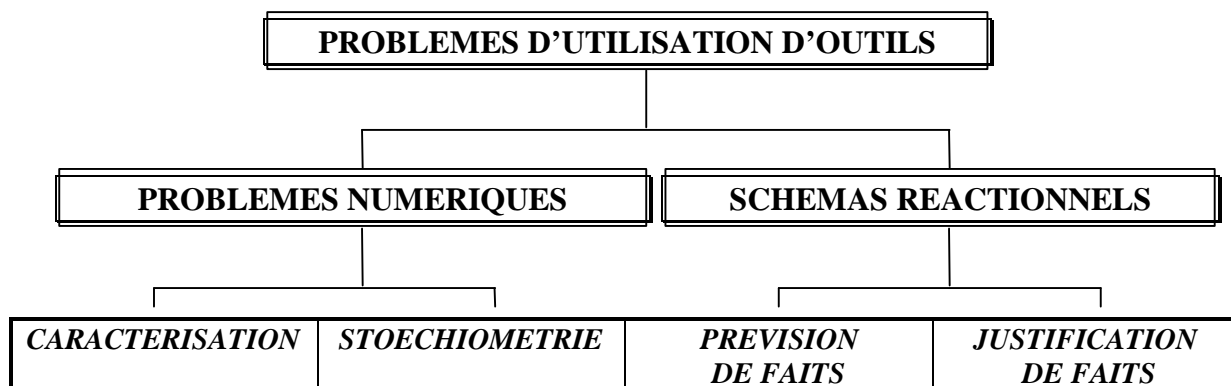 PROBLEMES D’UTILISATION D’OUTILS
PROBLEMES NUMERIQUES
SCHEMAS REACTIONNELS
CARACTERISATION
STOECHIOMETRIE
PREVISION
DE FAITS
JUSTIFICATION
DE FAITS